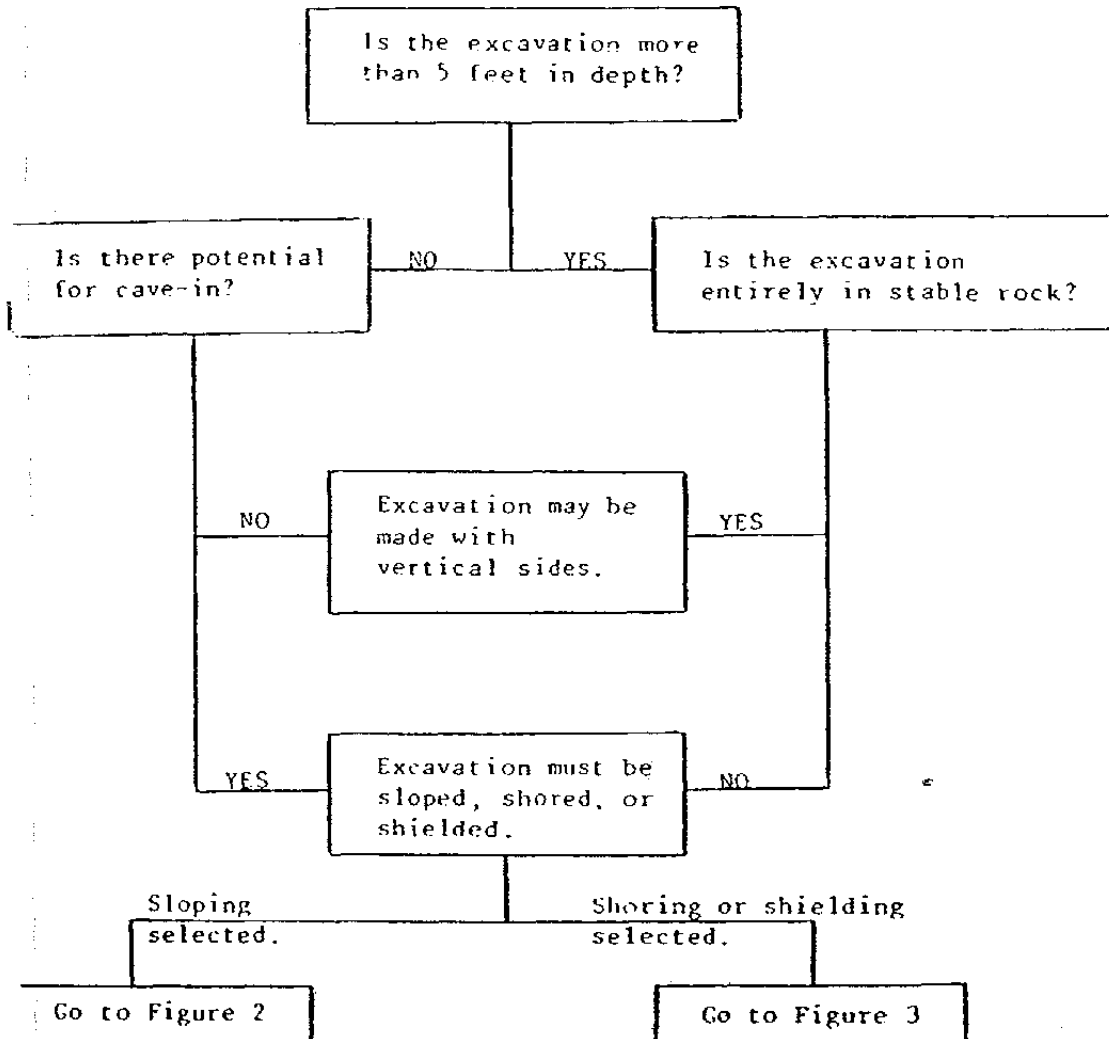 Is the excavation more
than 5 feet in depth?
Is there potential
for cave-in?
NO
YES
Is the excavation
entirely in stable rock?
NO
Excavation may be
made with
vertical sides.
YES
YES
Excavation must be
sloped, shored, or
shielded.
NO
Sloping
selected.
Shoring or shielding
selected.
Go to Figure 2
Go to Figure 3